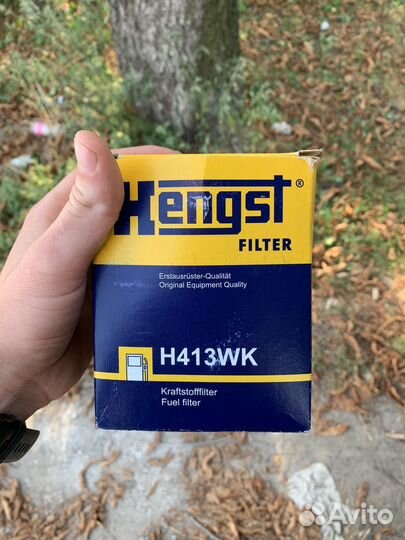 Hengst®
FILTER
Erstausrüster-Qualität
Original Equipment Quality
H413WK
Kraftstofffilter
Fuel filter
Avito